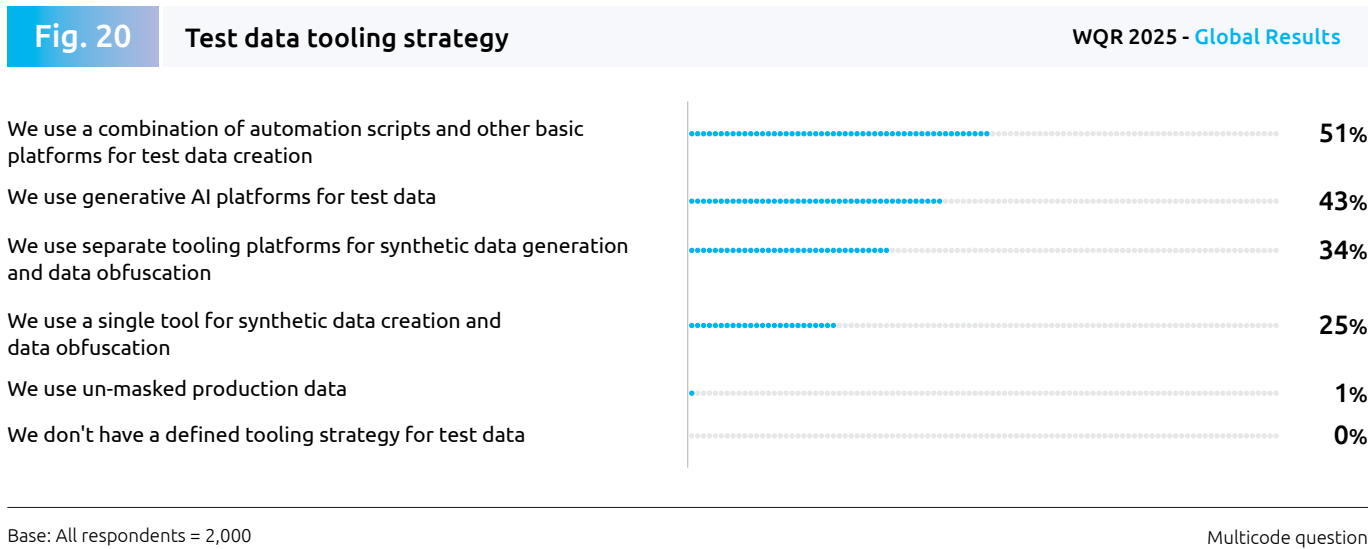 Fig. 20
Test data tooling strategy
WQR 2025 - Global Results
We use a combination of automation scripts and other basic
platforms for test data creation
51%
We use generative AI platforms for test data
43%
We use separate tooling platforms for synthetic data generation
and data obfuscation
34%
We use a single tool for synthetic data creation and
data obfuscation
25%
We use un-masked production data
1%
We don't have a defined tooling strategy for test data
0%
Base: All respondents = 2,000
Multicode question